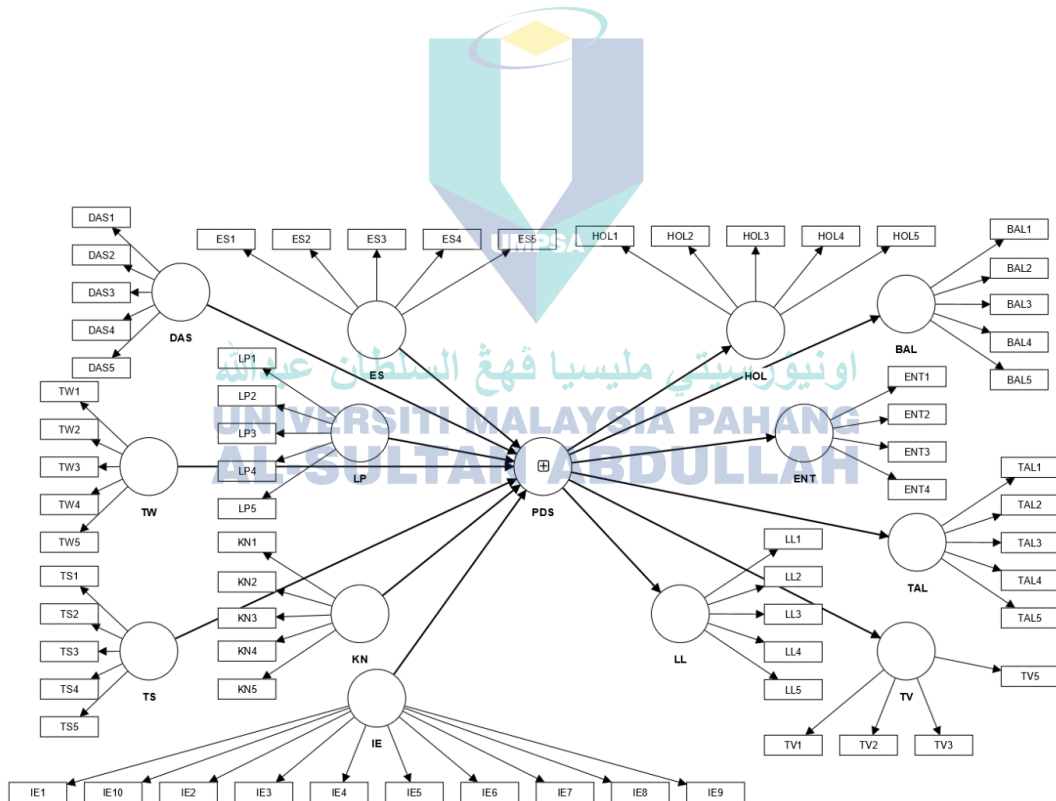 DAS1
DAS2
DAS3
DAS4
DAS5
DAS
ES1
ES2
ES3
ES4
ES5
ES
UMPSA
HOL1
HOL2
HOL3
HOL4
HOL5
HOL
BAL1
BAL2
BAL3
BAL4
BAL5
BAL
اونيۏرسيتي مليسيا ڤهڠ السلطان عبدالله
UNIVERSITI MALAYSIA PAHANG
AL-SULTAN ABDULLAH
LP1
LP2
LP3
LP4
LP5
LP
TW1
TW2
TW3
TW4
TW5
TW
PDS
ENT1
ENT2
ENT3
ENT4
ENT
TAL1
TAL2
TAL3
TAL4
TAL5
TAL
TS1
TS2
TS3
TS4
TS5
TS
KN1
KN2
KN3
KN4
KN5
KN
LL1
LL2
LL3
LL4
LL5
LL
TV
TV5
TV1
TV2
TV3
IE
IE1
IE10
IE2
IE3
IE4
IE5
IE6
IE7
IE8
IE9